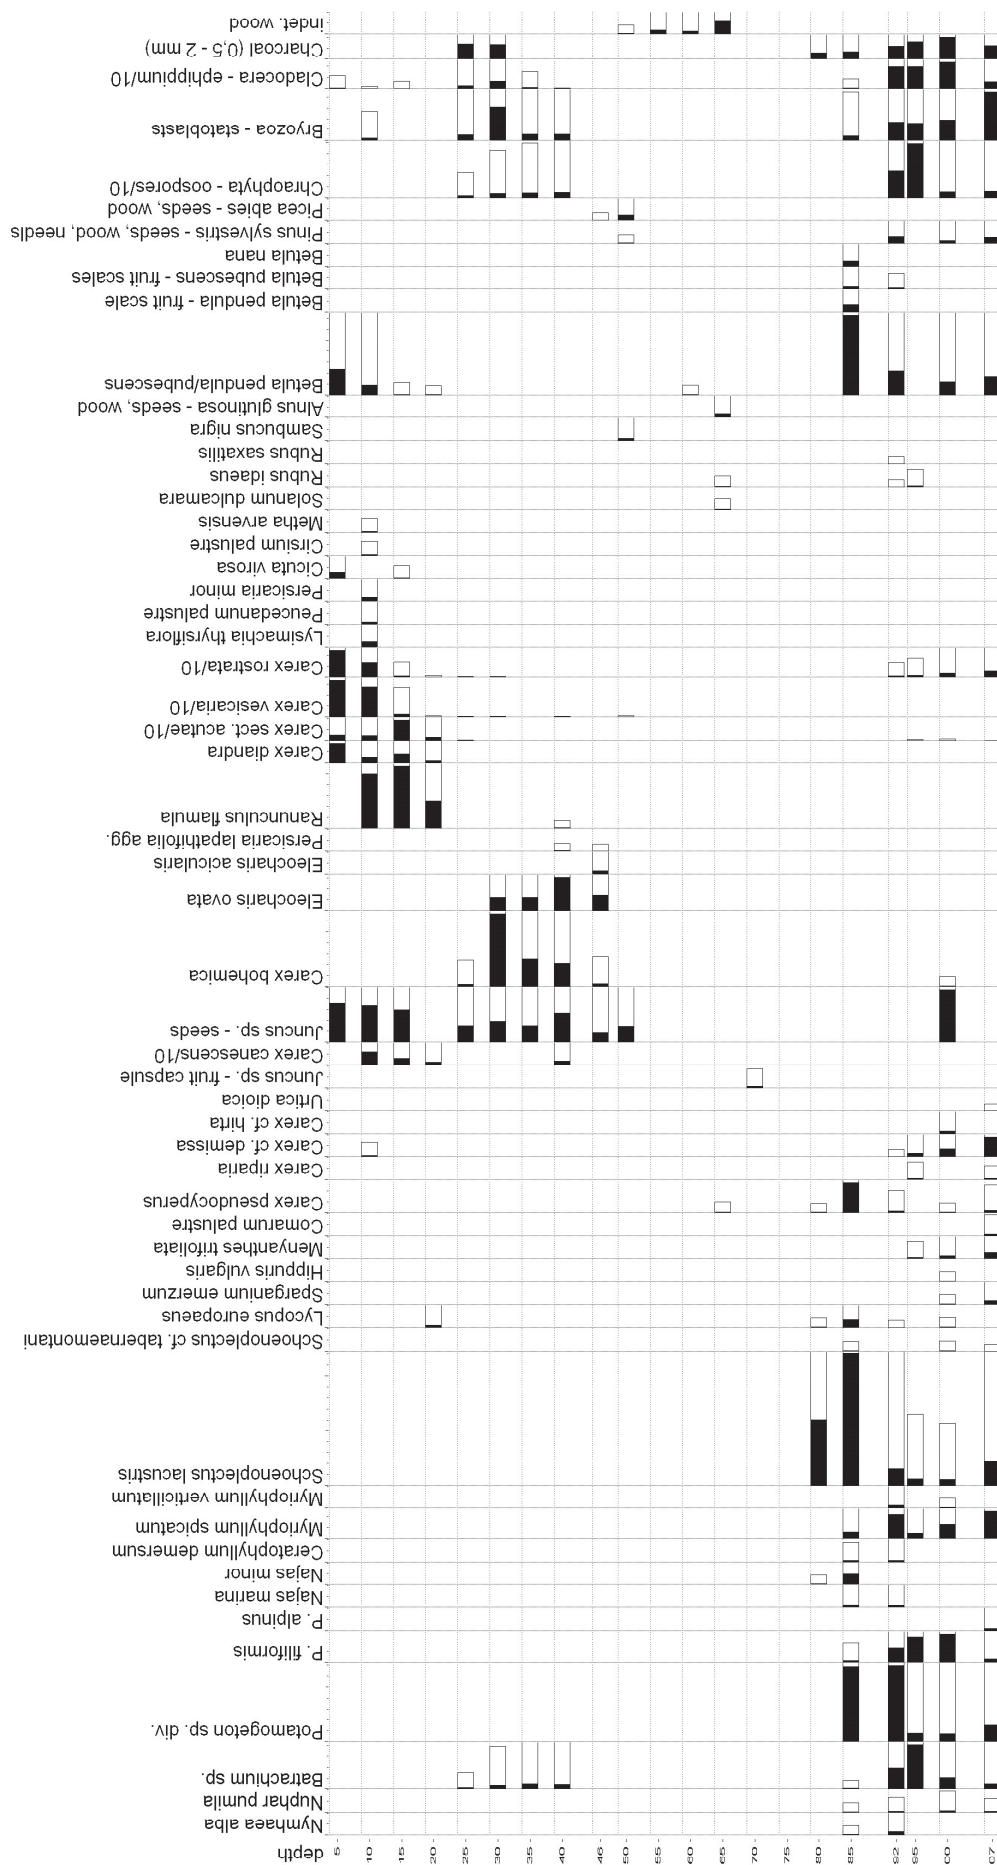 depth
5
10
15
20
25
30
35
40
46
50
55
60
65
70
75
80
85
92
95
00
07
Nymhaea alba
Nuphar pumila
Batrachium sp.
Potamogeton sp. div.
P. filiformis
P. alpinus
Najas marina
Najas minor
Ceratophyllum demersum
Myriophyllum spicatum
Myriophyllum verticillatum
Schoenoplectus lacustris
Schoenoplectus cf. tabernaemontani
Lycopus europaeus
Sparganium emerzum
Hippuris vulgaris
Menyanthes trifoliata
Comarum palustre
Carex pseudocyperus
Carex riparia
Carex cf. demissa
Carex cf. hirta
Urtica dioica
Juncus sp. - fruit capsule
Carex canescens/10
Juncus sp. - seeds
Carex bohemica
Eleocharis ovata
Eleocharis acicularis
Persicaria lapathifolia agg.
Ranunculus flamula
Carex diandra
Carex sect. acutae/10
Carex vesicaria/10
Carex rostrata/10
Lysimachia thyrsiflora
Peucedanum palustre
Persicaria minor
Cicuta virosa
Cirsium palustre
Metha arvensis
Solanum dulcamara
Rubus idaeus
Rubus saxatilis
Sambucus nigra
Alnus glutinosa - seeds, wood
Betula pendula/pubescens
Betula pendula - fruit scale
Betula pubescens - fruit scales
Betula nana
Pinus sylvestris - seeds, wood, needls
Picea abies - seeds, wood
Chraophyta - oospores/10
Bryozoa - statoblasts
Cladocera - ephippium/10
Charcoal (0,5 - 2 mm)
indet. wood